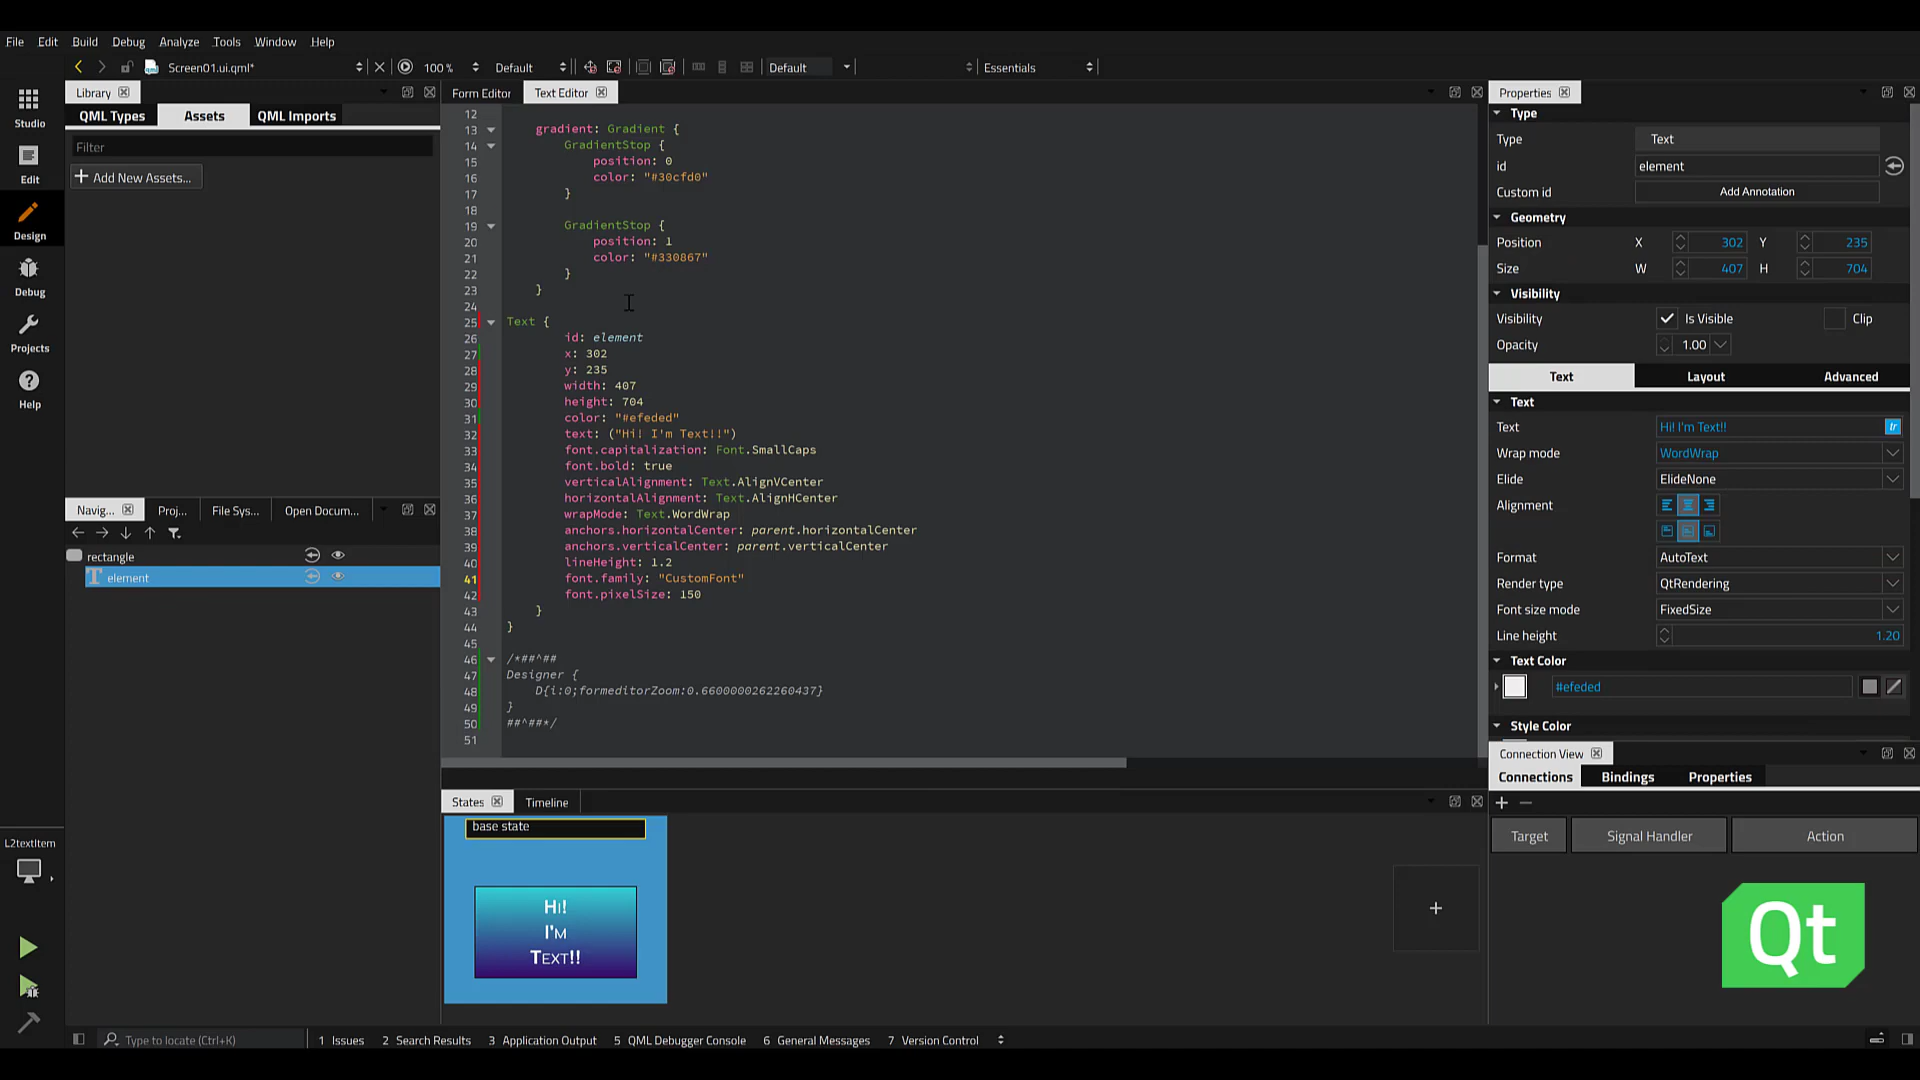 File Edit Build Debug Analyze Tools Window Help
Screen01.ui.qml* 100 % Default Default Essentials
Studio
Edit
Design
Debug
Projects
Help
L2textItem
Library
QML Types Assets QML Imports
Filter
+ Add New Assets...
Navig... Proj... File Sys... Open Docum...
rectangle
T element
Form Editor Text Editor
12
13 gradient: Gradient {
14 GradientStop {
15 position: 0
16 color: "#30cfd0"
17 }
18
19 GradientStop {
20 position: 1
21 color: "#330867"
22 }
23 }
24
25 Text {
26 id: element
27 x: 302
28 y: 235
29 width: 407
30 height: 704
31 color: "#efeded"
32 text: ("Hi! I'm Text!!")
33 font.capitalization: Font.SmallCaps
34 font.bold: true
35 verticalAlignment: Text.AlignVCenter
36 horizontalAlignment: Text.AlignHCenter
37 wrapMode: Text.WordWrap
38 anchors.horizontalCenter: parent.horizontalCenter
39 anchors.verticalCenter: parent.verticalCenter
40 lineHeight: 1.2
41 font.family: "CustomFont"
42 font.pixelSize: 150
43 }
44 }
45
46 /*##^##
47 Designer {
48 D{i:0;formeditorZoom:0.6600000262260437}
49 }
50 ##^##*/
51
States Timeline
base state
Hi!
I'm
Text!!
+
Properties
Type
Type Text
id element
Custom id Add Annotation
Geometry
Position X 302 Y 235
Size W 407 H 704
Visibility
Visibility Is Visible Clip
Opacity 1.00
Text Layout Advanced
Text
Text Hi! I'm Text!! tr
Wrap mode WordWrap
Elide ElideNone
Alignment
Format AutoText
Render type QtRendering
Font size mode FixedSize
Line height 1.20
Text Color
#efeded
Style Color
Connection View
Connections Bindings Properties
+ −
Target Signal Handler Action
Qt
Type to locate (Ctrl+K) 1 Issues 2 Search Results 3 Application Output 5 QML Debugger Console 6 General Messages 7 Version Control